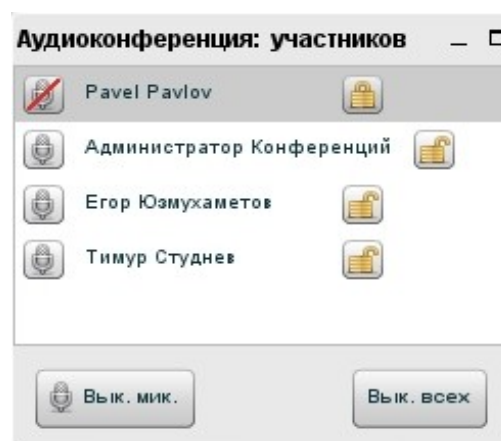 Аудиоконференция: участников
Pavel Pavlov
Администратор Конференций
Егор Юзмухаметов
Тимур Студнев
Вык. мик.
Вык. всех